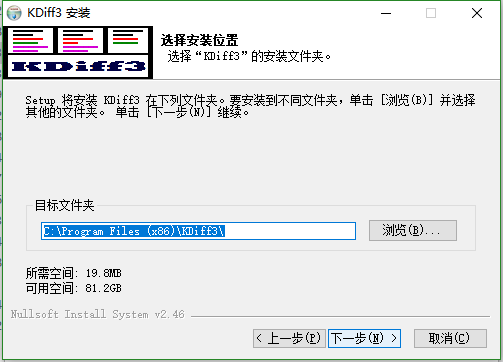 KDiff3 安装
KDiff3
选择安装位置
选择“KDiff3”的安装文件夹。
Setup 将安装 KDiff3 在下列文件夹。要安装到不同文件夹，单击 [浏览(B)] 并选择
其他的文件夹。 单击 [下一步(N)] 继续。
目标文件夹
C:\Program Files (x86)\KDiff3\
浏览(B)...
所需空间: 19.8MB
可用空间: 81.2GB
Nullsoft Install System v2.46
< 上一步(P)
下一步(N) >
取消(C)